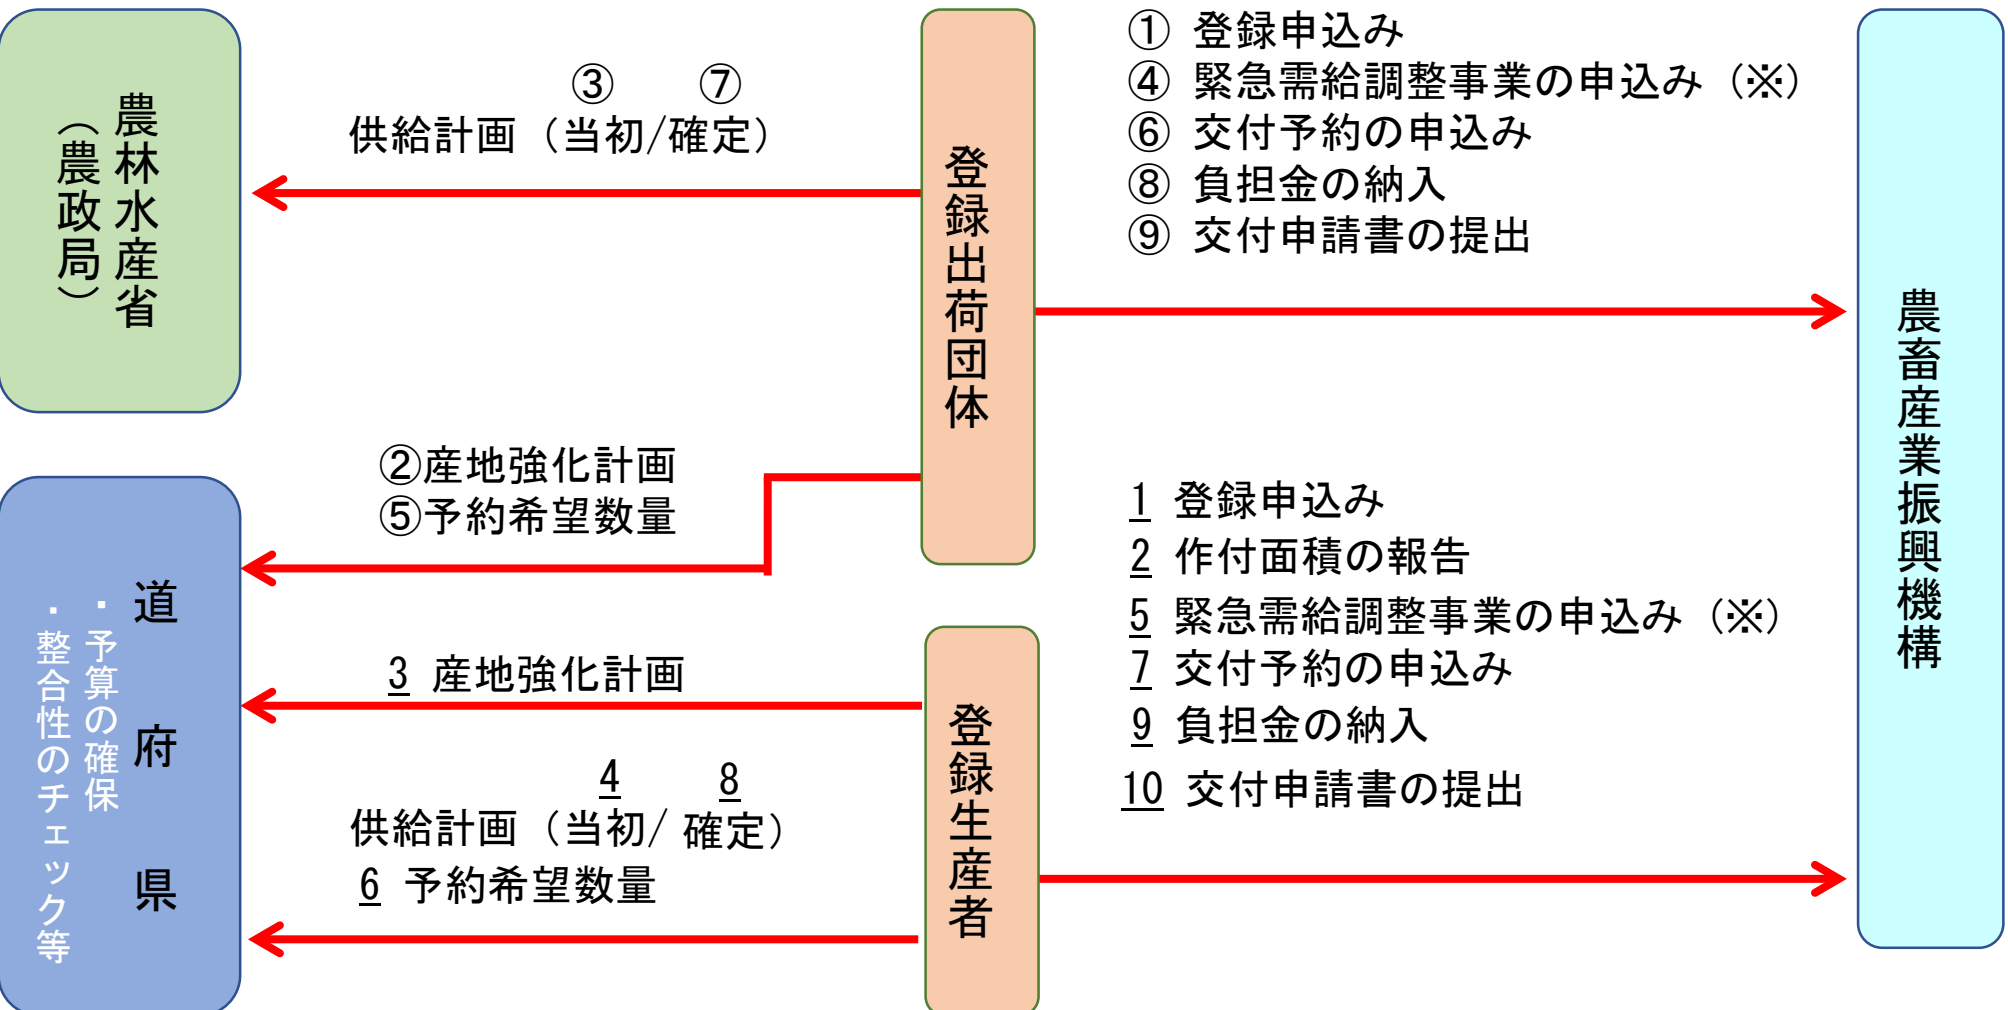 農林水産省
（農政局）
③ ⑦
供給計画（当初/確定）
登録出荷団体
① 登録申込み
④ 緊急需給調整事業の申込み（※）
⑥ 交付予約の申込み
⑧ 負担金の納入
⑨ 交付申請書の提出
農畜産業振興機構
②産地強化計画
⑤予約希望数量
道府県
・予算の確保
・整合性のチェック等
3 産地強化計画
4 8
供給計画（当初/確定）
6 予約希望数量
登録生産者
1 登録申込み
2 作付面積の報告
5 緊急需給調整事業の申込み（※）
7 交付予約の申込み
9 負担金の納入
10 交付申請書の提出